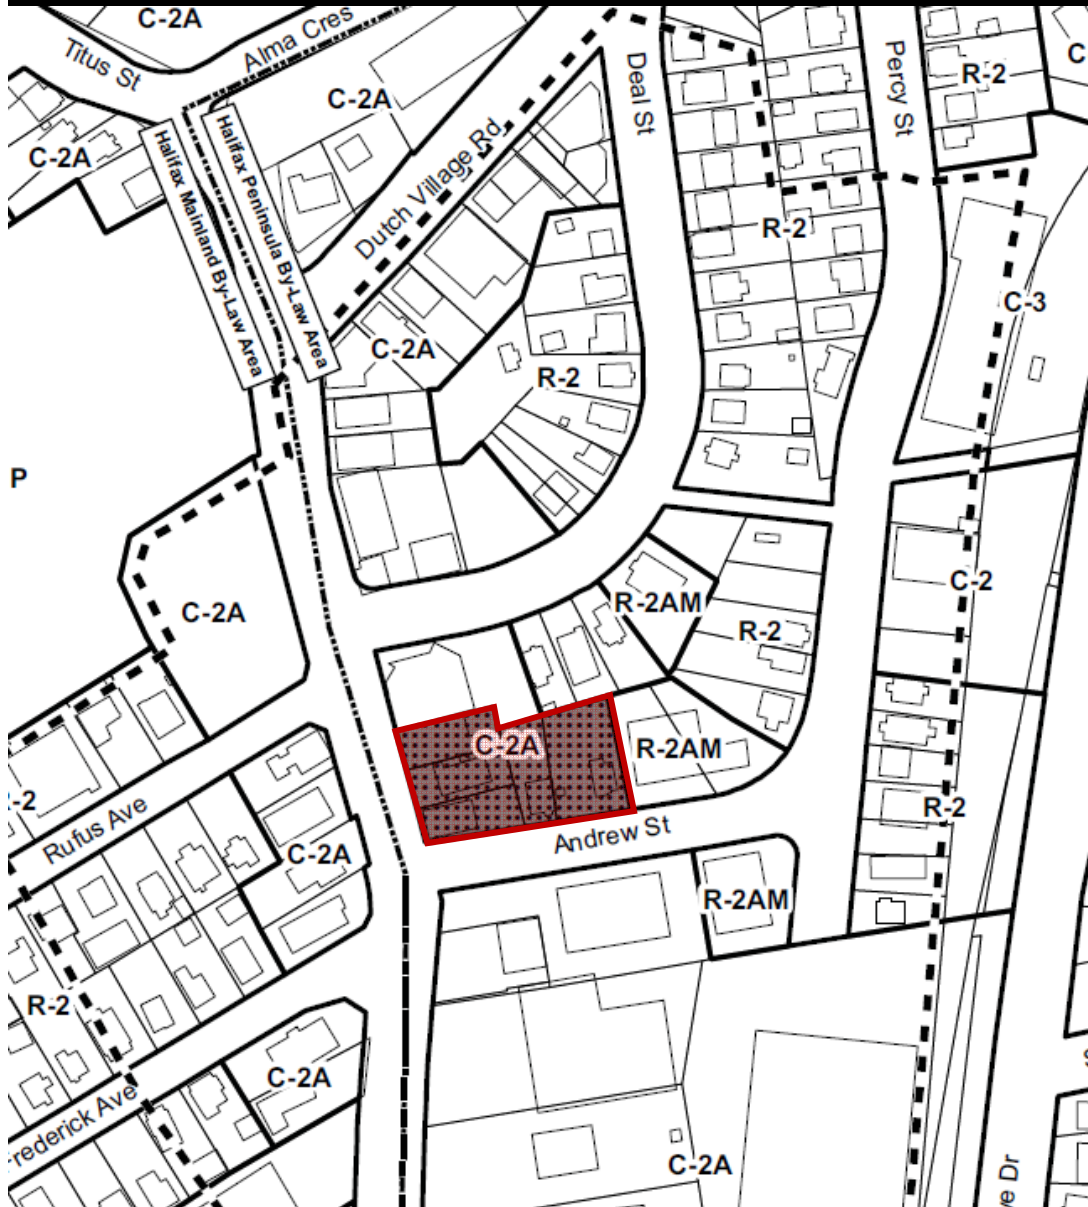 C-2A
Alma Cres
Titus St
C-2A
Deal St
Percy St
R-2
C-2A
Halifax Mainland By-Law Area
Halifax Peninsula By-Law Area
Dutch Village Rd
R-2
C-3
C-2A
R-2
P
C-2A
R-2AM
C-2
R-2
C-2A
R-2AM
R-2
Rufus Ave
Andrew St
C-2A
R-2AM
R-2
C-2A
C-2A